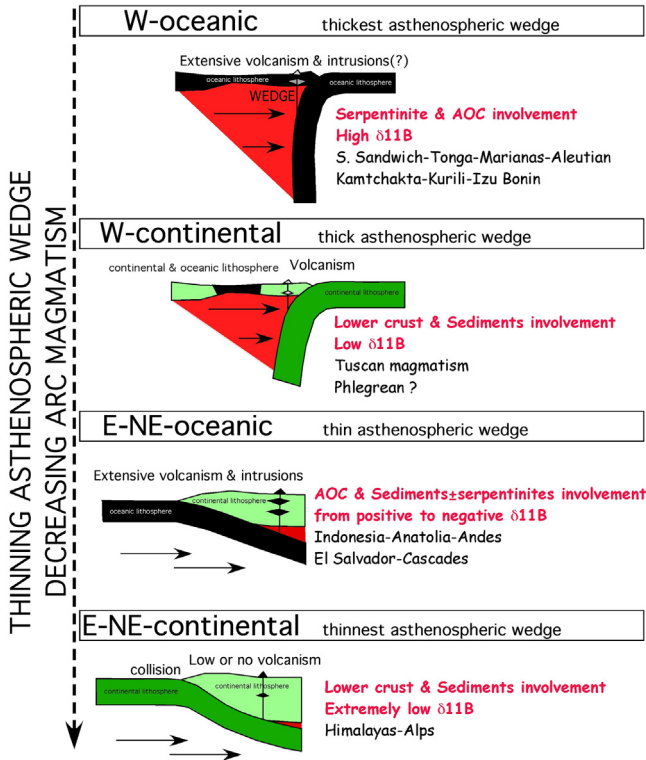 W-oceanic thickest asthenospheric wedge
Extensive volcanism & intrusions(?)
oceanic lithosphere
oceanic lithosphere
WEDGE
Serpentinite & AOC involvement
High δ11B
S. Sandwich-Tonga-Marianas-Aleutian
Kamtchakta-Kurili-Izu Bonin
THINNING ASTHENOSPHERIC WEDGE
DECREASING ARC MAGMATISM
W-continental thick asthenospheric wedge
continental & oceanic lithosphere
Volcanism
continental lithosphere
Lower crust & Sediments involvement
Low δ11B
Tuscan magmatism
Phlegrean ?
E-NE-oceanic thin asthenospheric wedge
Extensive volcanism & intrusions
continental lithosphere
oceanic lithosphere
AOC & Sediments±serpentinites involvement
from positive to negative δ11B
Indonesia-Anatolia-Andes
El Salvador-Cascades
E-NE-continental thinnest asthenospheric wedge
Low or no volcanism
collision
continental lithosphere
continental lithosphere
Lower crust & Sediments involvement
Extremely low δ11B
Himalayas-Alps